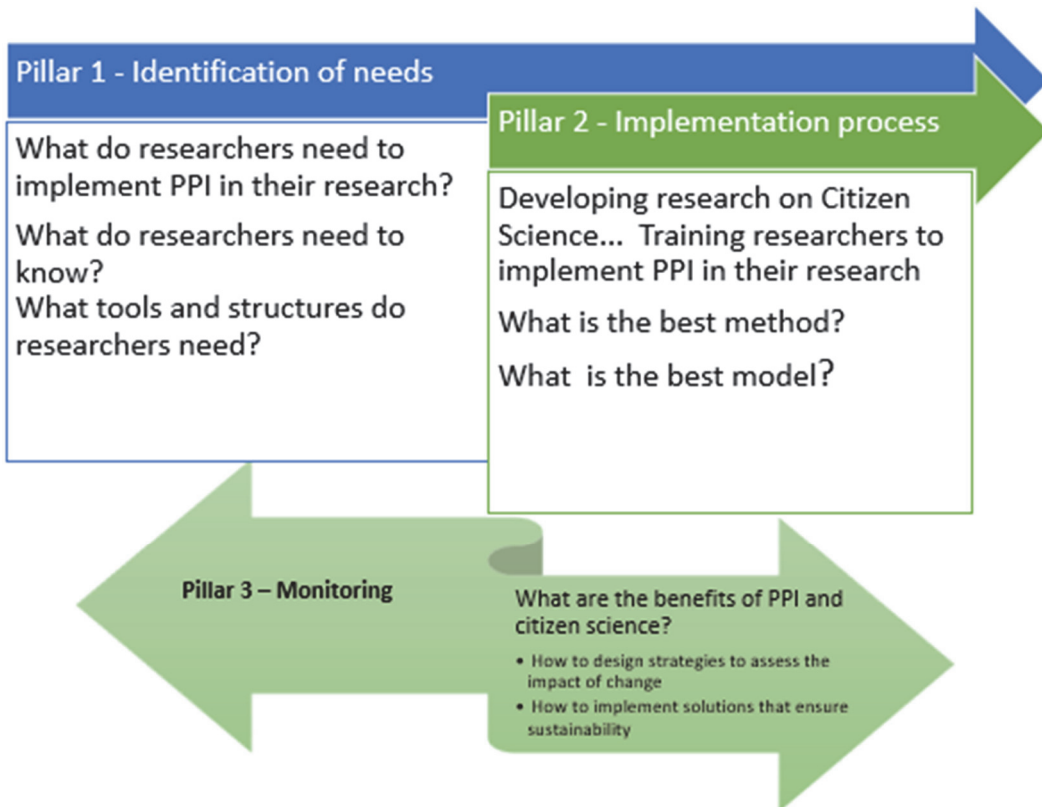 Pillar 1 - Identification of needs
What do researchers need to
implement PPI in their research?
What do researchers need to
know?
What tools and structures do
researchers need?
Pillar 2 - Implementation process
Developing research on Citizen
Science... Training researchers to
implement PPI in their research
What is the best method?
What is the best model?
Pillar 3 – Monitoring
What are the benefits of PPI and
citizen science?
• How to design strategies to assess the
impact of change
• How to implement solutions that ensure
sustainability